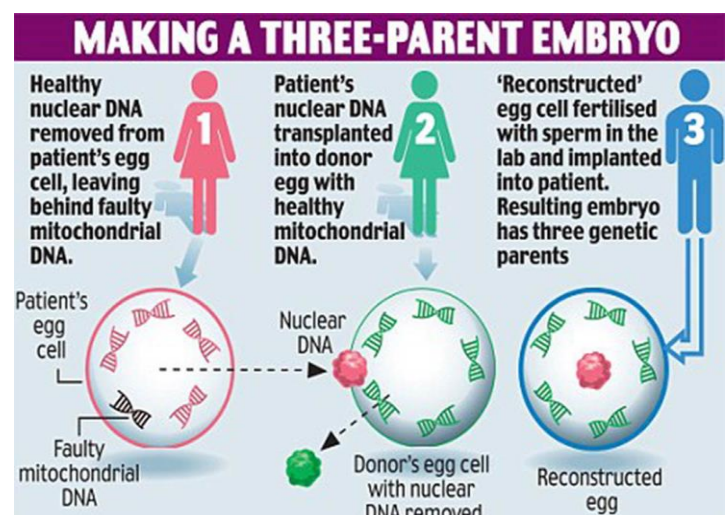 MAKING A THREE-PARENT EMBRYO
Healthy
nuclear DNA
removed from
patient's egg
cell, leaving
behind faulty
mitochondrial
DNA.
1
Patient's
nuclear DNA
transplanted
into donor
egg with
healthy
mitochondrial
DNA.
2
'Reconstructed'
egg cell fertilised
with sperm in the
lab and implanted
into patient.
Resulting embryo
has three genetic
parents
3
Patient's
egg
cell
Faulty
mitochondrial
DNA
Nuclear
DNA
Donor's egg cell
with nuclear
DNA removed
Reconstructed
egg